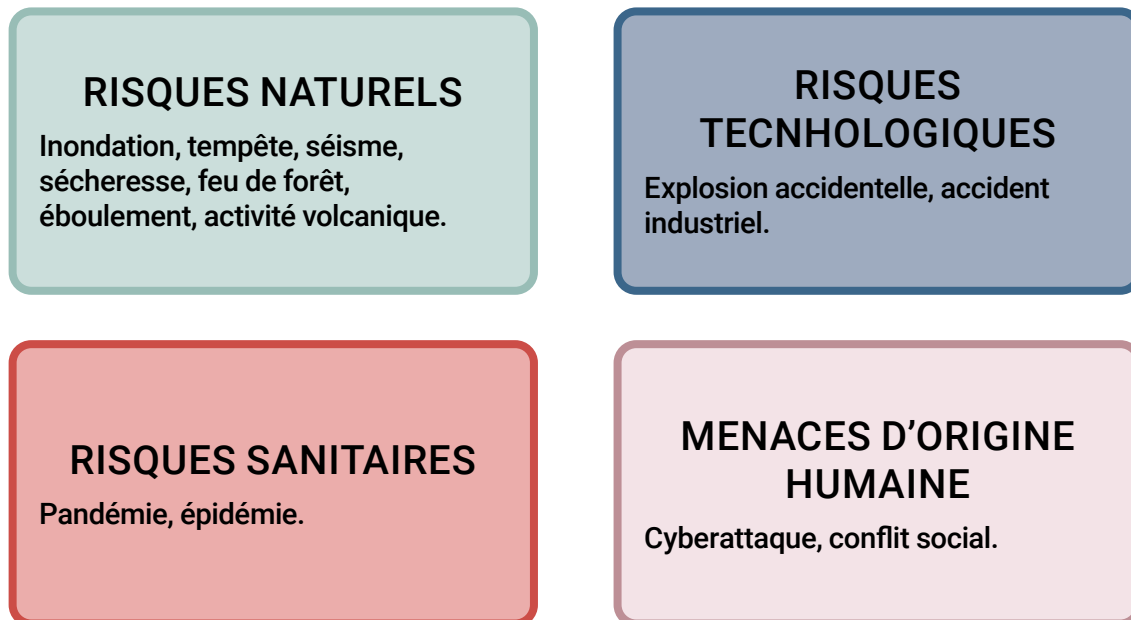 RISQUES NATURELS
Inondation, tempête, séisme,
sécheresse, feu de forêt,
éboulement, activité volcanique.
RISQUES
TECNHOLOGIQUES
Explosion accidentelle, accident
industriel.
RISQUES SANITAIRES
Pandémie, épidémie.
MENACES D’ORIGINE
HUMAINE
Cyberattaque, conflit social.